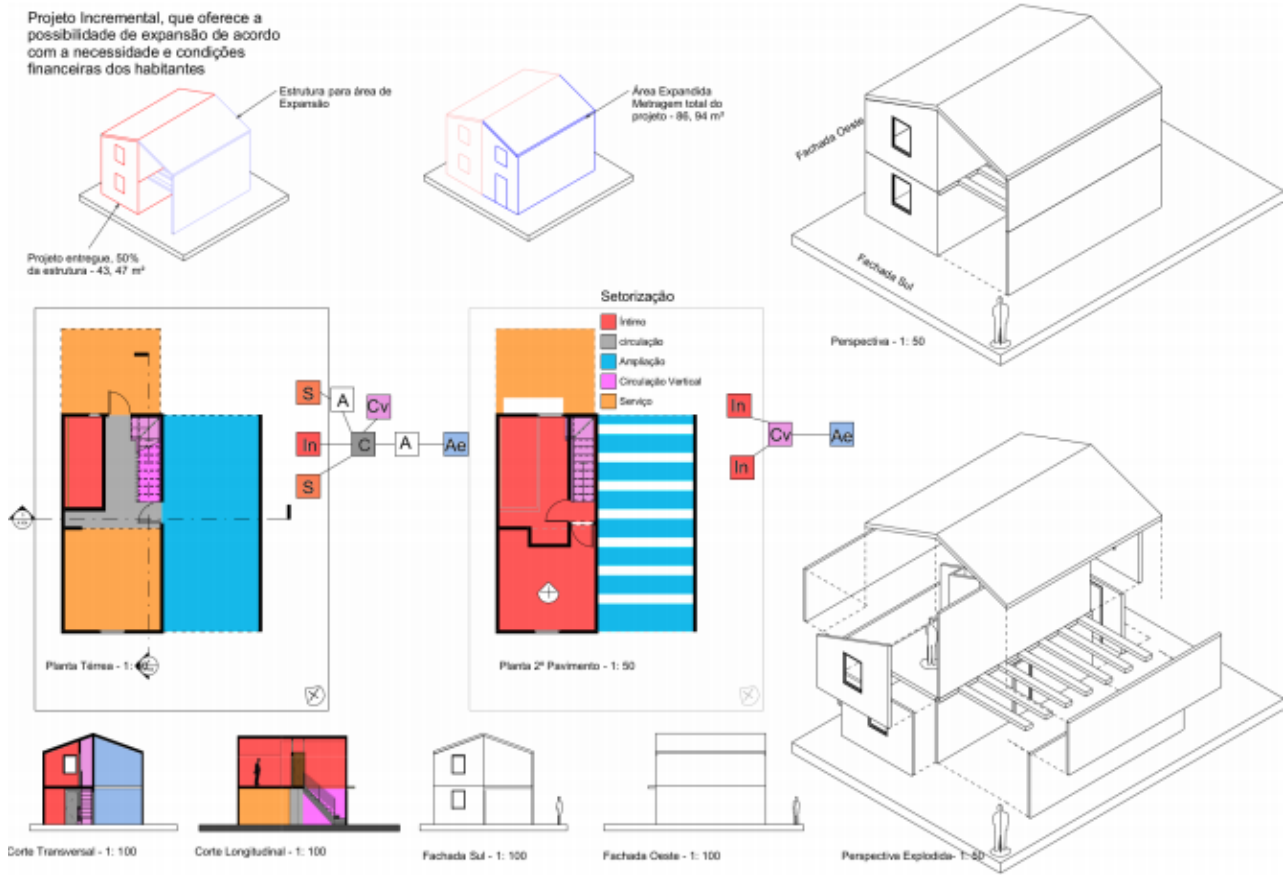 Projeto Incremental, que oferece a
possibilidade de expansão de acordo
com a necessidade e condições
financeiras dos habitantes
Estrutura para área de
Expansão
Projeto entregue, 50%
da estrutura - 43, 47 m²
Área Expandida
Metragem total do
projeto - 86, 94 m²
Fachada Oeste
Fachada Sul
Perspectiva - 1: 50
Setorização
Íntimo
circulação
Ampliação
Circulação Vertical
Serviço
S
A
Cv
In
C
A
Ae
S
In
Cv
Ae
In
Planta Térrea - 1:
Planta 2º Pavimento - 1: 50
Corte Transversal - 1: 100
Corte Longitudinal - 1: 100
Fachada Sul - 1: 100
Fachada Oeste - 1: 100
Perspectiva Explodida- 1: 50